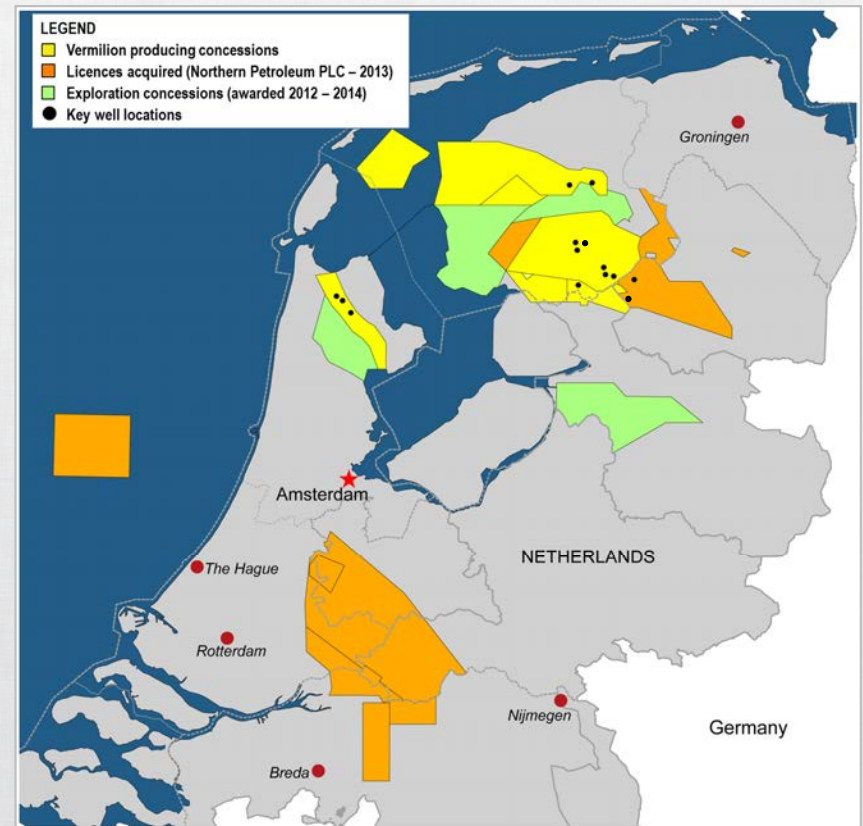 LEGEND
Vermilion producing concessions
Licences acquired (Northern Petroleum PLC – 2013)
Exploration concessions (awarded 2012 – 2014)
Key well locations
Groningen
Amsterdam
NETHERLANDS
The Hague
Rotterdam
Nijmegen
Germany
Breda